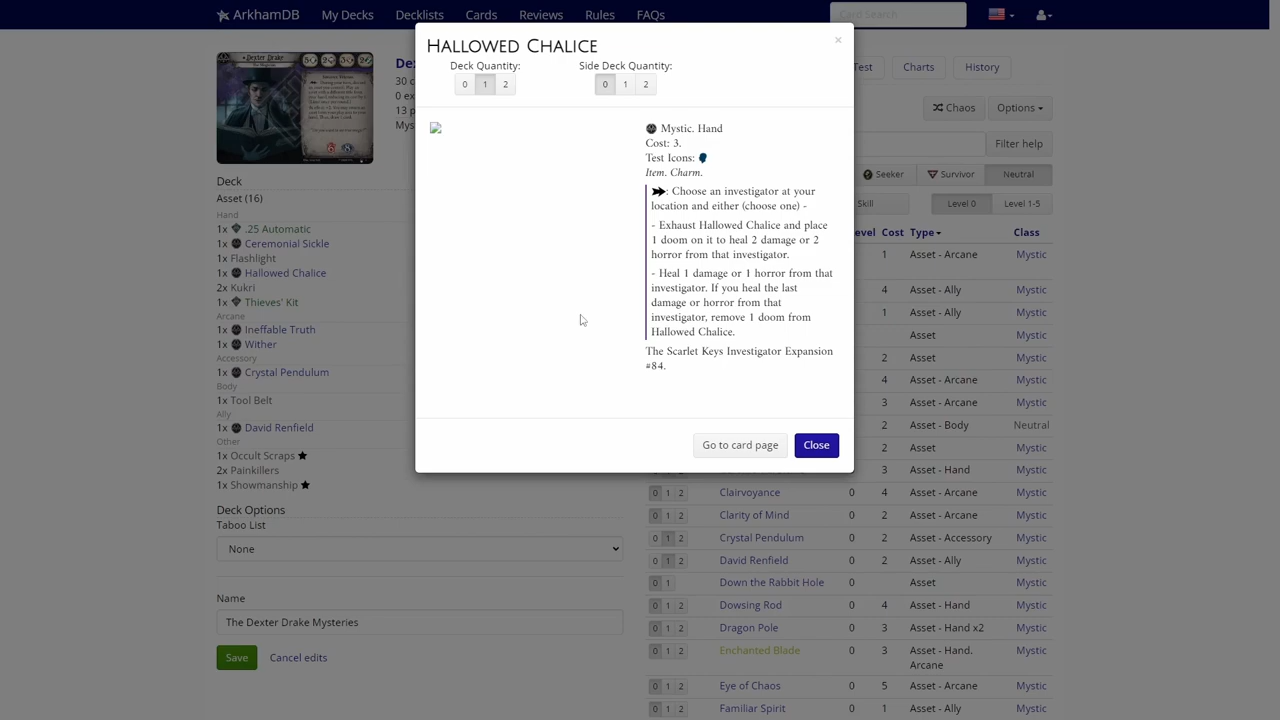 ArkhamDB
My Decks
Decklists
Cards
Reviews
Rules
FAQs
Card Search
HALLOWED CHALICE
×
Deck Quantity:
Side Deck Quantity:
0 1 2
0 1 2
Mystic. Hand
Cost: 3.
Test Icons:
Item. Charm.
: Choose an investigator at your
location and either (choose one) -
- Exhaust Hallowed Chalice and place
1 doom on it to heal 2 damage or 2
horror from that investigator.
- Heal 1 damage or 1 horror from that
investigator. If you heal the last
damage or horror from that
investigator, remove 1 doom from
Hallowed Chalice.
The Scarlet Keys Investigator Expansion
#84.
Go to card page
Close
Dexter Drake
De
30 c
0 ex
13 p
Mys
Deck
Asset (16)
Hand
1x .25 Automatic
1x Ceremonial Sickle
1x Flashlight
1x Hallowed Chalice
2x Kukri
1x Thieves' Kit
Arcane
1x Ineffable Truth
1x Wither
Accessory
1x Crystal Pendulum
Body
1x Tool Belt
Ally
1x David Renfield
Other
1x Occult Scraps
2x Painkillers
1x Showmanship
Deck Options
Taboo List
None
Name
The Dexter Drake Mysteries
Save
Cancel edits
Test
Charts
History
Chaos
Options
Filter help
Seeker
Survivor
Neutral
Skill
Level 0
Level 1-5
evel Cost Type Class
1 Asset - Arcane Mystic
4 Asset - Ally Mystic
1 Asset - Ally Mystic
Asset Mystic
2 Asset Mystic
4 Asset - Arcane Mystic
3 Asset - Arcane Mystic
2 Asset - Body Neutral
2 Asset Mystic
3 Asset - Hand Mystic
0 1 2 Clairvoyance 0 4 Asset - Arcane Mystic
0 1 2 Clarity of Mind 0 2 Asset - Arcane Mystic
0 1 2 Crystal Pendulum 0 2 Asset - Accessory Mystic
0 1 2 David Renfield 0 2 Asset - Ally Mystic
0 1 Down the Rabbit Hole 0 Asset Mystic
0 1 2 Dowsing Rod 0 4 Asset - Hand Mystic
0 1 2 Dragon Pole 0 3 Asset - Hand x2 Mystic
0 1 2 Enchanted Blade 0 3 Asset - Hand. Mystic
Arcane
0 1 2 Eye of Chaos 0 5 Asset - Arcane Mystic
0 1 2 Familiar Spirit 0 1 Asset - Ally Mystic